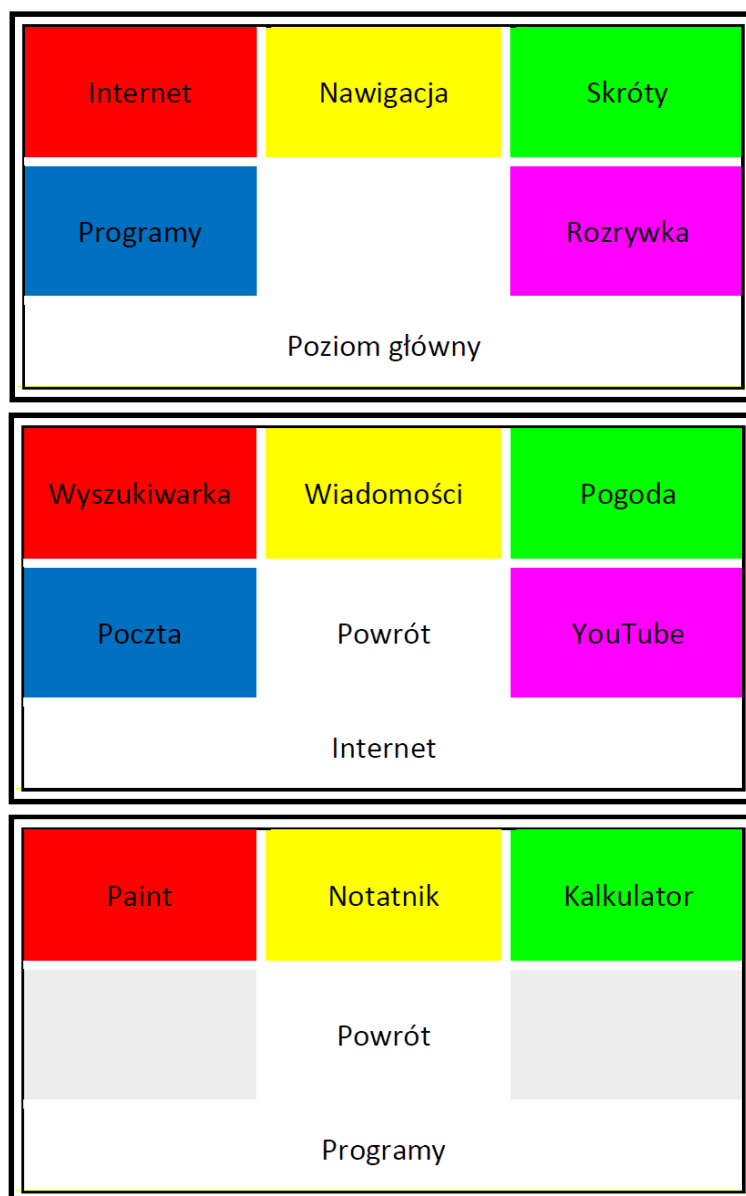 Internet Nawigacja Skróty
Programy Rozrywka
Poziom główny
Wyszukiwarka Wiadomości Pogoda
Poczta Powrót YouTube
Internet
Paint Notatnik Kalkulator
Powrót
Programy